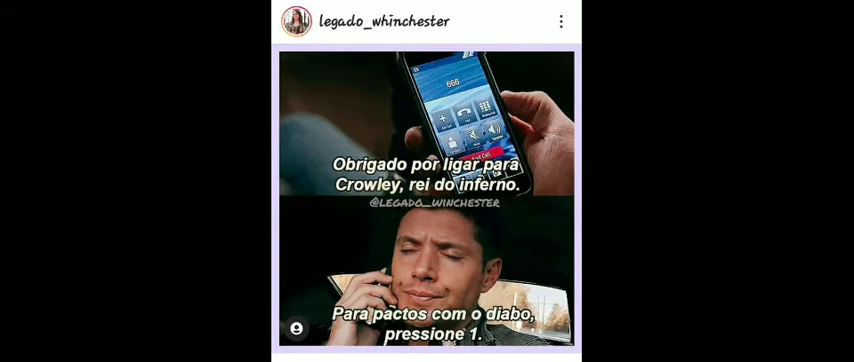 legado_whinchester
666
Obrigado por ligar para
Crowley, rei do inferno.
@LEGADO_WINCHESTER
Para pactos com o diabo,
pressione 1.